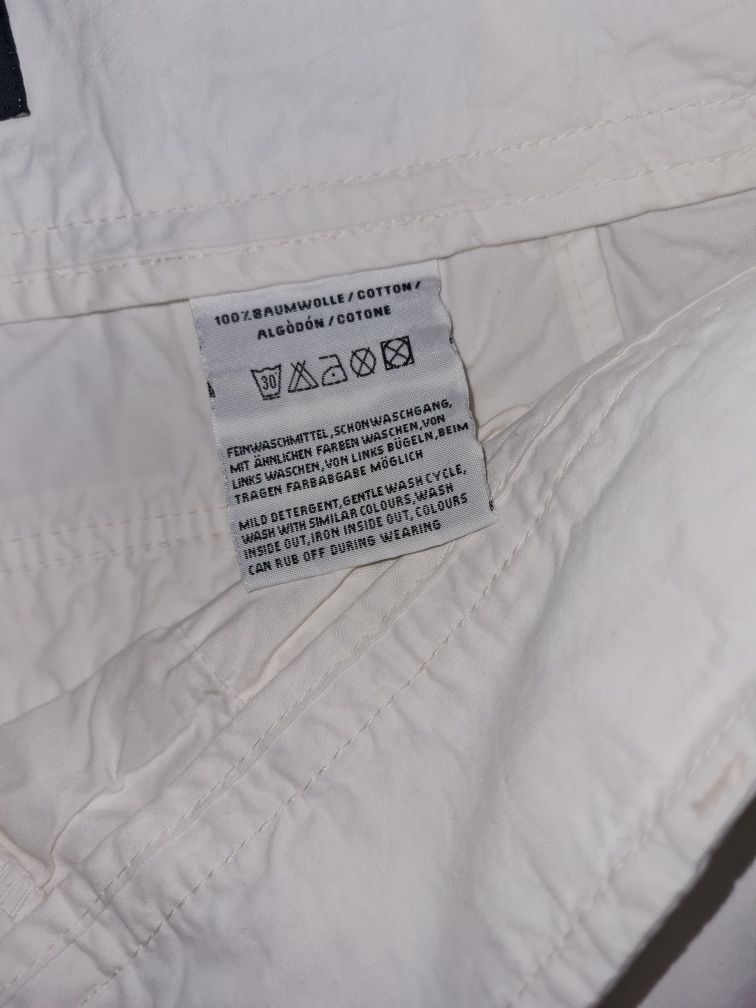 100% BAUMWOLLE / COTTON /
ALGÒDÓN / COTONE
30
FEINWASCHMITTEL, SCHONWASCHGANG,
MIT ÄHNLICHEN FARBEN WASCHEN, VON
LINKS WASCHEN, VON LINKS BÜGELN, BEIM
TRAGEN FARBABGABE MÖGLICH
MILD DETERGENT, GENTLE WASH CYCLE,
WASH WITH SIMILAR COLOURS, WASH
INSIDE OUT, IRON INSIDE OUT, COLOURS
CAN RUB OFF DURING WEARING